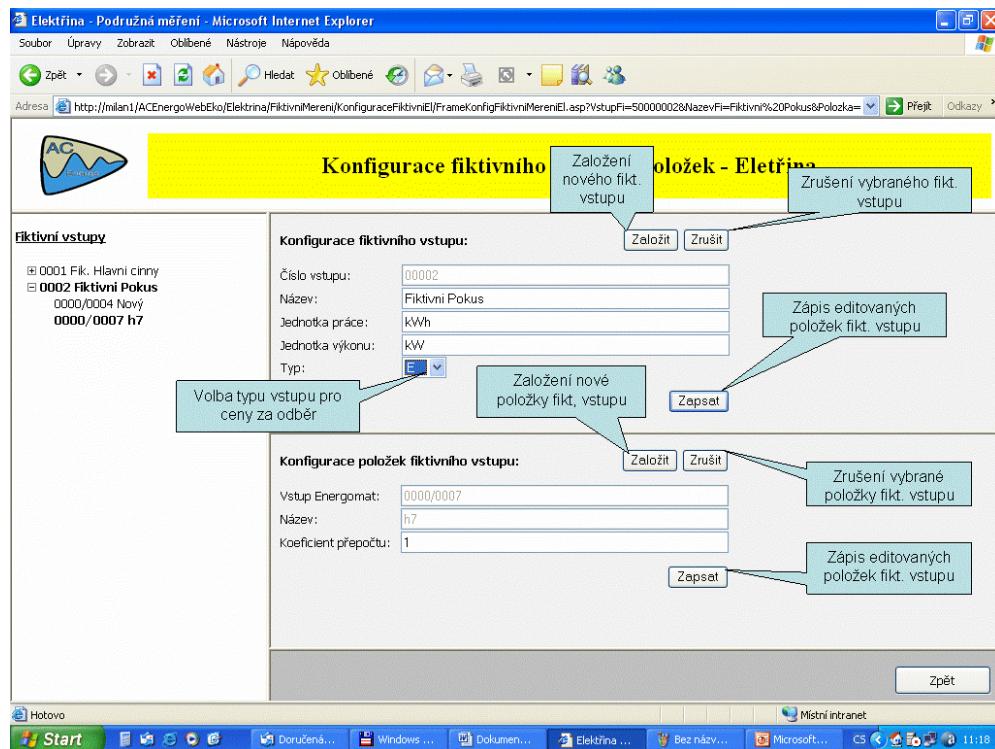 Elektřina - Podružná měření - Microsoft Internet Explorer
Soubor Úpravy Zobrazit Oblíbené Nástroje Nápověda
Zpět Hledat Oblíbené
Adresa http://milan1/ACEnergoWebEko/Elektrina/FiktivniMereni/KonfiguraceFiktivniEl/FrameKonfigFiktivniMereniEl.asp?VstupFi=50000002&NazevFi=Fiktivni%20Pokus&Polozka= Přejít Odkazy
AC
Energo
Konfigurace fiktivního oložek - Eletřina
Založení
nového fikt.
vstupu
Zrušení vybraného fikt.
vstupu
Fiktivní vstupy
0001 Fik. Hlavni cinny
0002 Fiktivni Pokus
0000/0004 Nový
0000/0007 h7
Konfigurace fiktivního vstupu: Založit Zrušit
Číslo vstupu: 00002
Název: Fiktivni Pokus
Jednotka práce: kWh
Jednotka výkonu: kW
Typ: E
Zápis editovaných
položek fikt. vstupu
Volba typu vstupu pro
ceny za odběr
Založení nové
položky fikt, vstupu
Zapsat
Konfigurace položek fiktivního vstupu: Založit Zrušit
Vstup Energomat: 0000/0007
Název: h7
Koeficient přepočtu: 1
Zrušení vybrané
položky fikt. vstupu
Zápis editovaných
položek fikt. vstupu
Zapsat
Zpět
Hotovo Místní intranet
Start Doručená... Windows ... Dokumen... Elektřina ... Bez názv... Microsoft... CS 11:18